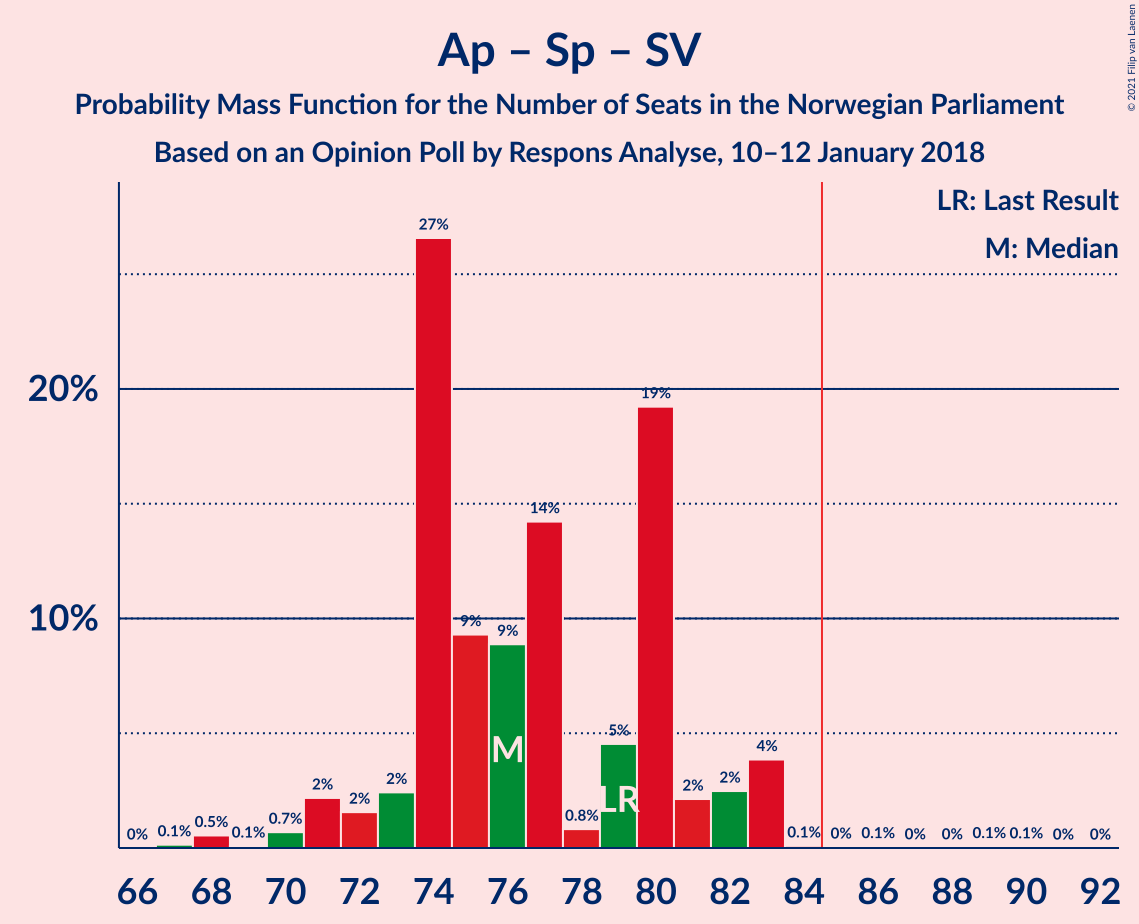 Ap – Sp – SV
Probability Mass Function for the Number of Seats in the Norwegian Parliament
Based on an Opinion Poll by Respons Analyse, 10–12 January 2018
© 2021 Filip van Laenen
LR: Last Result
M: Median
20%
10%
0% 0.1% 0.5% 0.1% 0.7% 2% 2% 2% 27% 9% 9% 14% 0.8% 5% 19% 2% 2% 4% 0.1% 0% 0.1% 0% 0% 0.1% 0.1% 0% 0%
M
LR
66 68 70 72 74 76 78 80 82 84 86 88 90 92